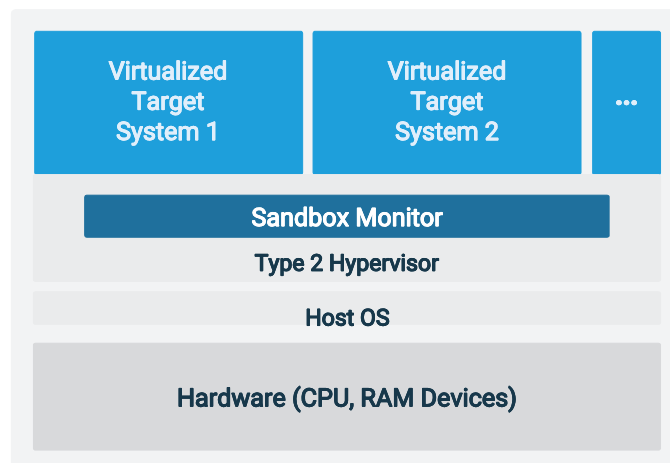 Virtualized
Target
System 1
Virtualized
Target
System 2
...
Sandbox Monitor
Type 2 Hypervisor
Host OS
Hardware (CPU, RAM Devices)